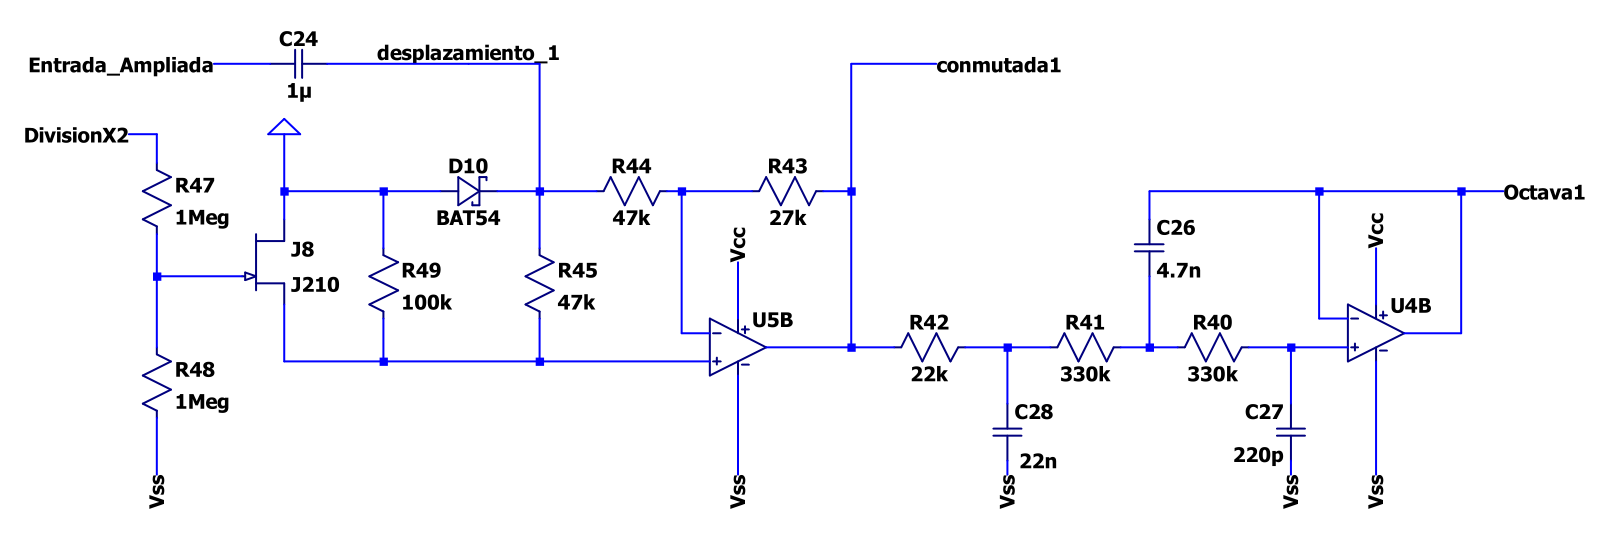 C24
Entrada_Ampliada
desplazamiento_1
conmutada1
1µ
DivisionX2
D10
R44
R43
R47
1Meg
BAT54
47k
27k
Octava1
Vcc
Vcc
C26
4.7n
J8
J210
R49
100k
R45
47k
U5B
U4B
R42
22k
R41
330k
R40
330k
R48
1Meg
C28
22n
C27
220p
Vss
Vss
Vss
Vss
Vss